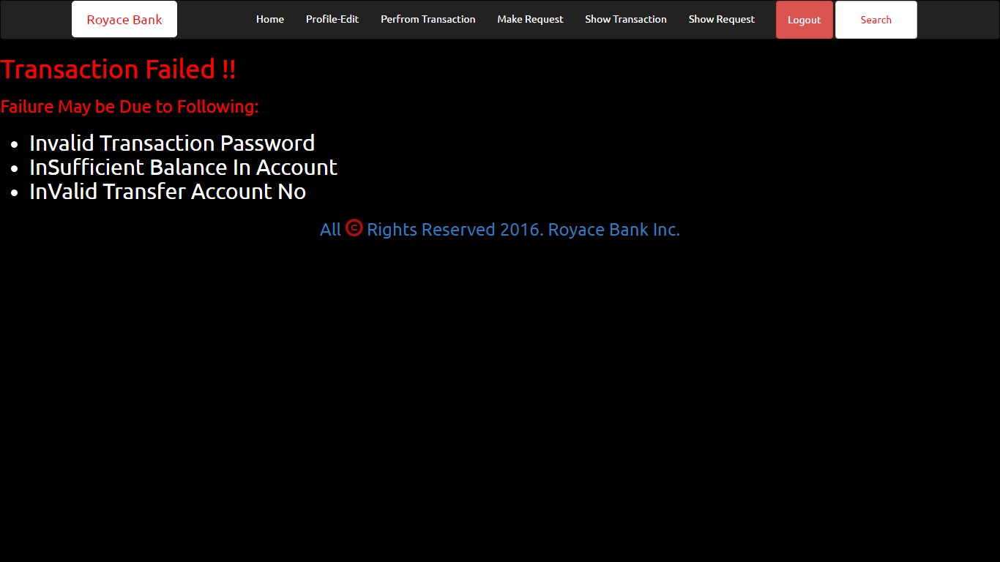 Royace Bank Home Profile-Edit Perfrom Transaction Make Request Show Transaction Show Request Logout Search
Transaction Failed !!
Failure May be Due to Following:
• Invalid Transaction Password
• InSufficient Balance In Account
• InValid Transfer Account No
All © Rights Reserved 2016. Royace Bank Inc.